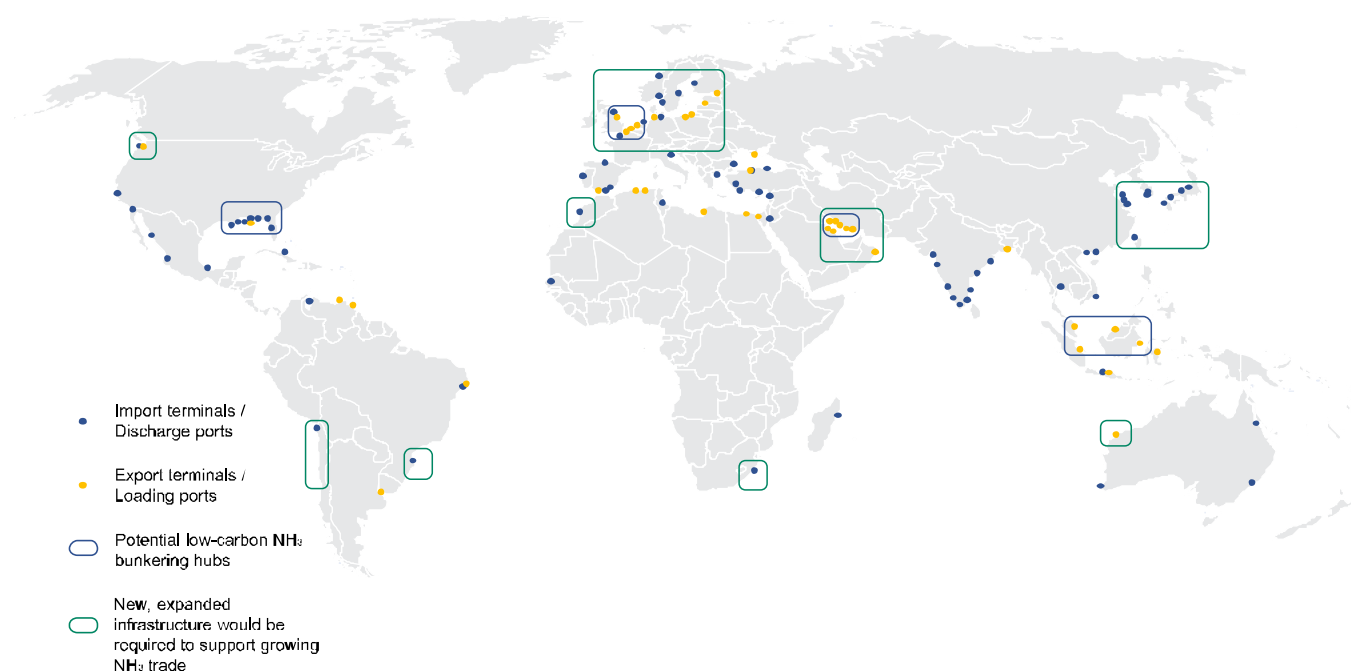 Import terminals /
Discharge ports
Export terminals /
Loading ports
Potential low-carbon NH₃
bunkering hubs
New, expanded
infrastructure would be
required to support growing
NH₃ trade